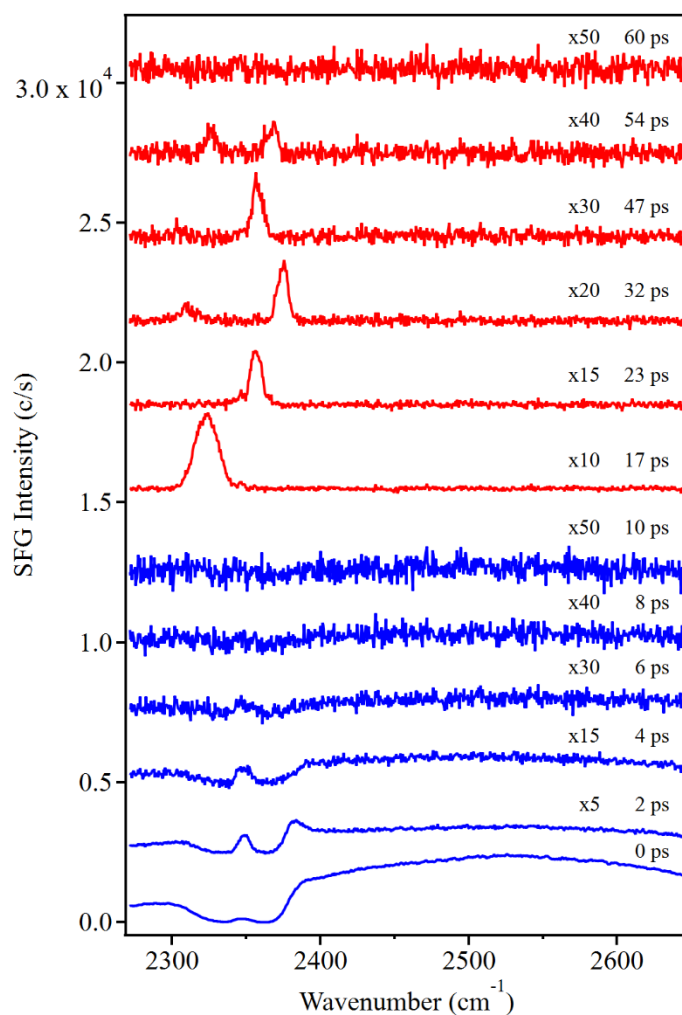 x50 60 ps
3.0 x 10^4
x40 54 ps
x30 47 ps
2.5
x20 32 ps
2.0
x15 23 ps
x10 17 ps
1.5
x50 10 ps
x40 8 ps
1.0
x30 6 ps
x15 4 ps
0.5
x5 2 ps
0 ps
0.0
SFG Intensity (c/s)
2300 2400 2500 2600
Wavenumber (cm^-1)